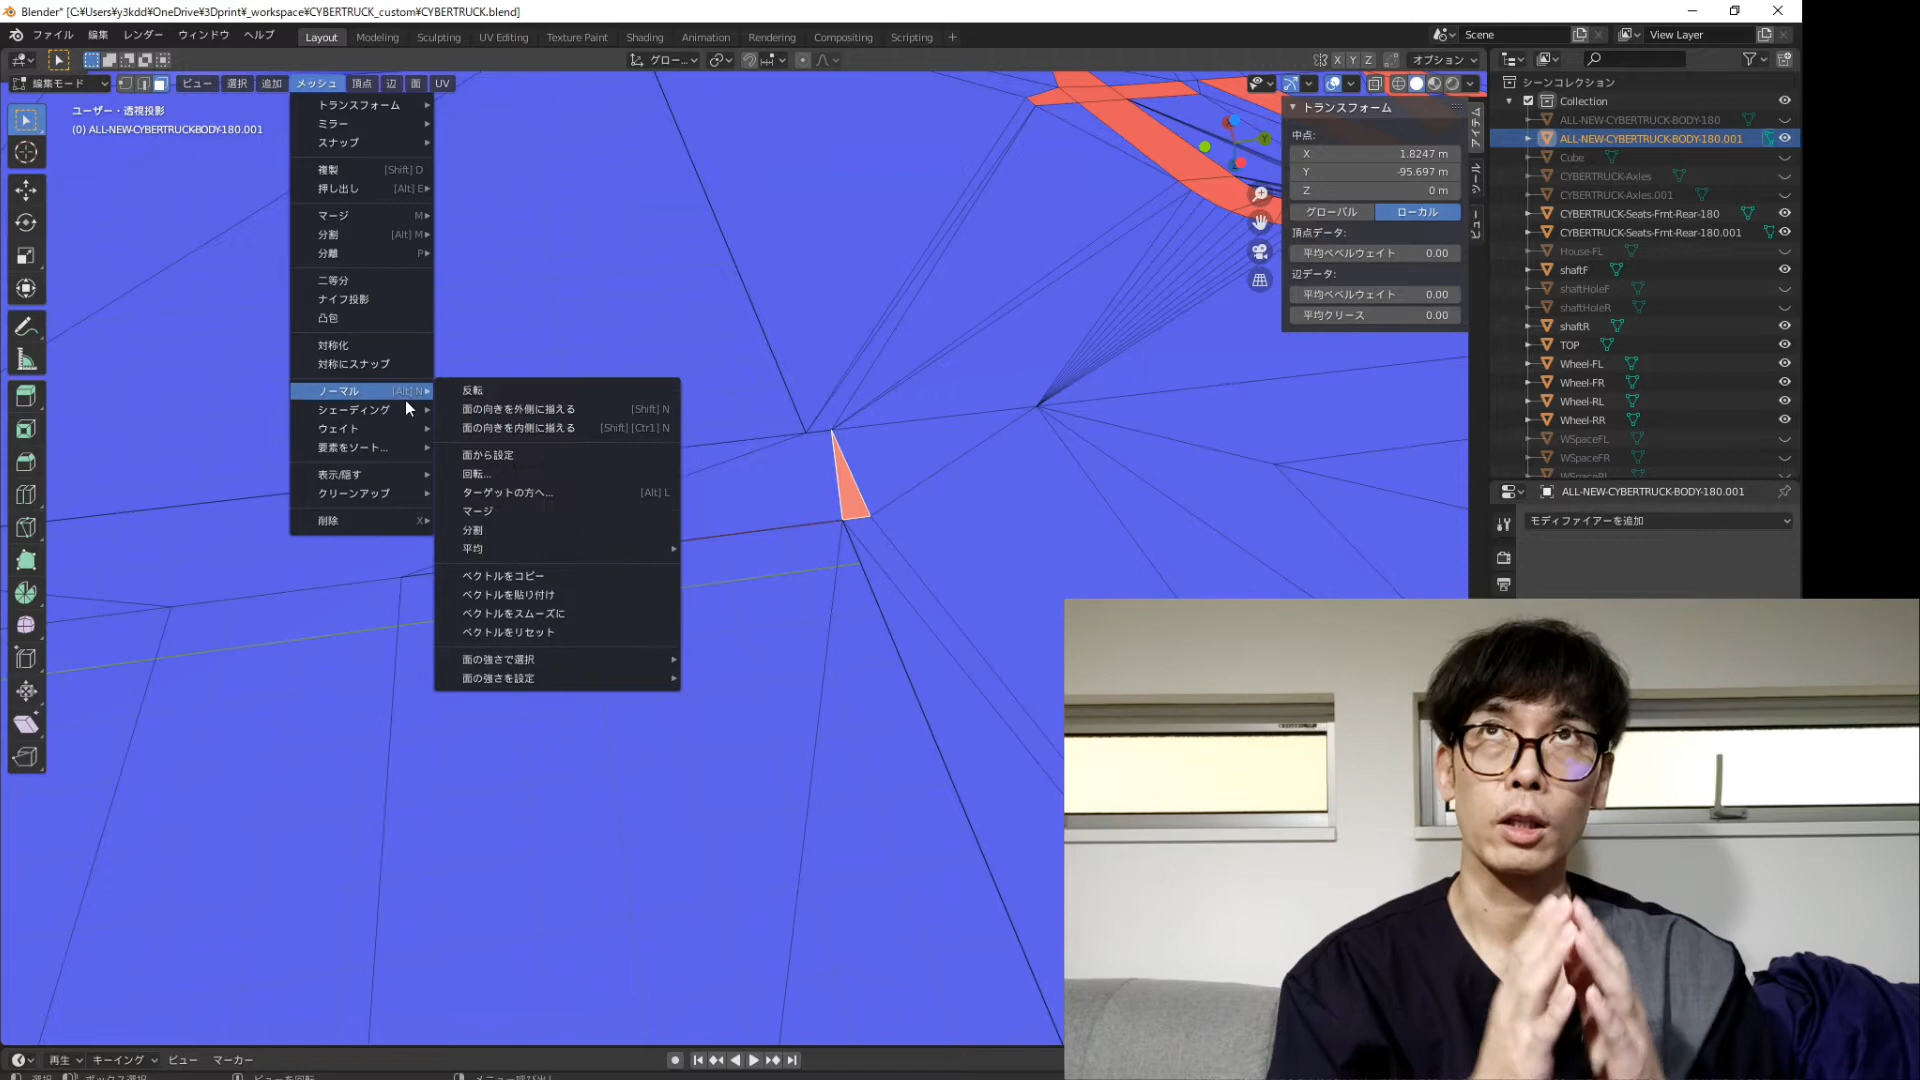 Blender* [C:¥Users¥y3kdd¥OneDrive¥3Dprint¥_workspace¥CYBERTRUCK_custom¥CYBERTRUCK.blend]
ファイル 編集 レンダー ウィンドウ ヘルプ Layout Modeling Sculpting UV Editing Texture Paint Shading Animation Rendering Compositing Scripting + Scene View Layer
グロー... X Y Z オプション
編集モード ビュー 選択 追加 メッシュ 頂点 辺 面 UV
ユーザー・透視投影
(0) ALL-NEW-CYBERTRUCK-BODY-180.001
トランスフォーム
ミラー
スナップ
複製 [Shift] D
押し出し [Alt] E
マージ M
分割 [Alt] M
分離 P
二等分
ナイフ投影
凸包
対称化
対称にスナップ
ノーマル [Alt] N
シェーディング
ウェイト
要素をソート...
表示/隠す
クリーンアップ
削除 X
反転
面の向きを外側に揃える [Shift] N
面の向きを内側に揃える [Shift] [Ctrl] N
面から設定
回転...
ターゲットの方へ... [Alt] L
マージ
分割
平均
ベクトルをコピー
ベクトルを貼り付け
ベクトルをスムーズに
ベクトルをリセット
面の強さで選択
面の強さを設定
トランスフォーム
中点:
X 1.8247 m
Y -95.697 m
Z 0 m
グローバル ローカル
頂点データ:
平均ベベルウェイト 0.00
辺データ:
平均ベベルウェイト 0.00
平均クリース 0.00
アイテム
ツール
ビュー
シーンコレクション
Collection
ALL-NEW-CYBERTRUCK-BODY-180
ALL-NEW-CYBERTRUCK-BODY-180.001
Cube
CYBERTRUCK-Axles
CYBERTRUCK-Axles.001
CYBERTRUCK-Seats-Frnt-Rear-180
CYBERTRUCK-Seats-Frnt-Rear-180.001
House-FL
shaftF
shaftHoleF
shaftHoleR
shaftR
TOP
Wheel-FL
Wheel-FR
Wheel-RL
Wheel-RR
WSpaceFL
WSpaceFR
ALL-NEW-CYBERTRUCK-BODY-180.001
モディファイアーを追加
再生 キーイング ビュー マーカー